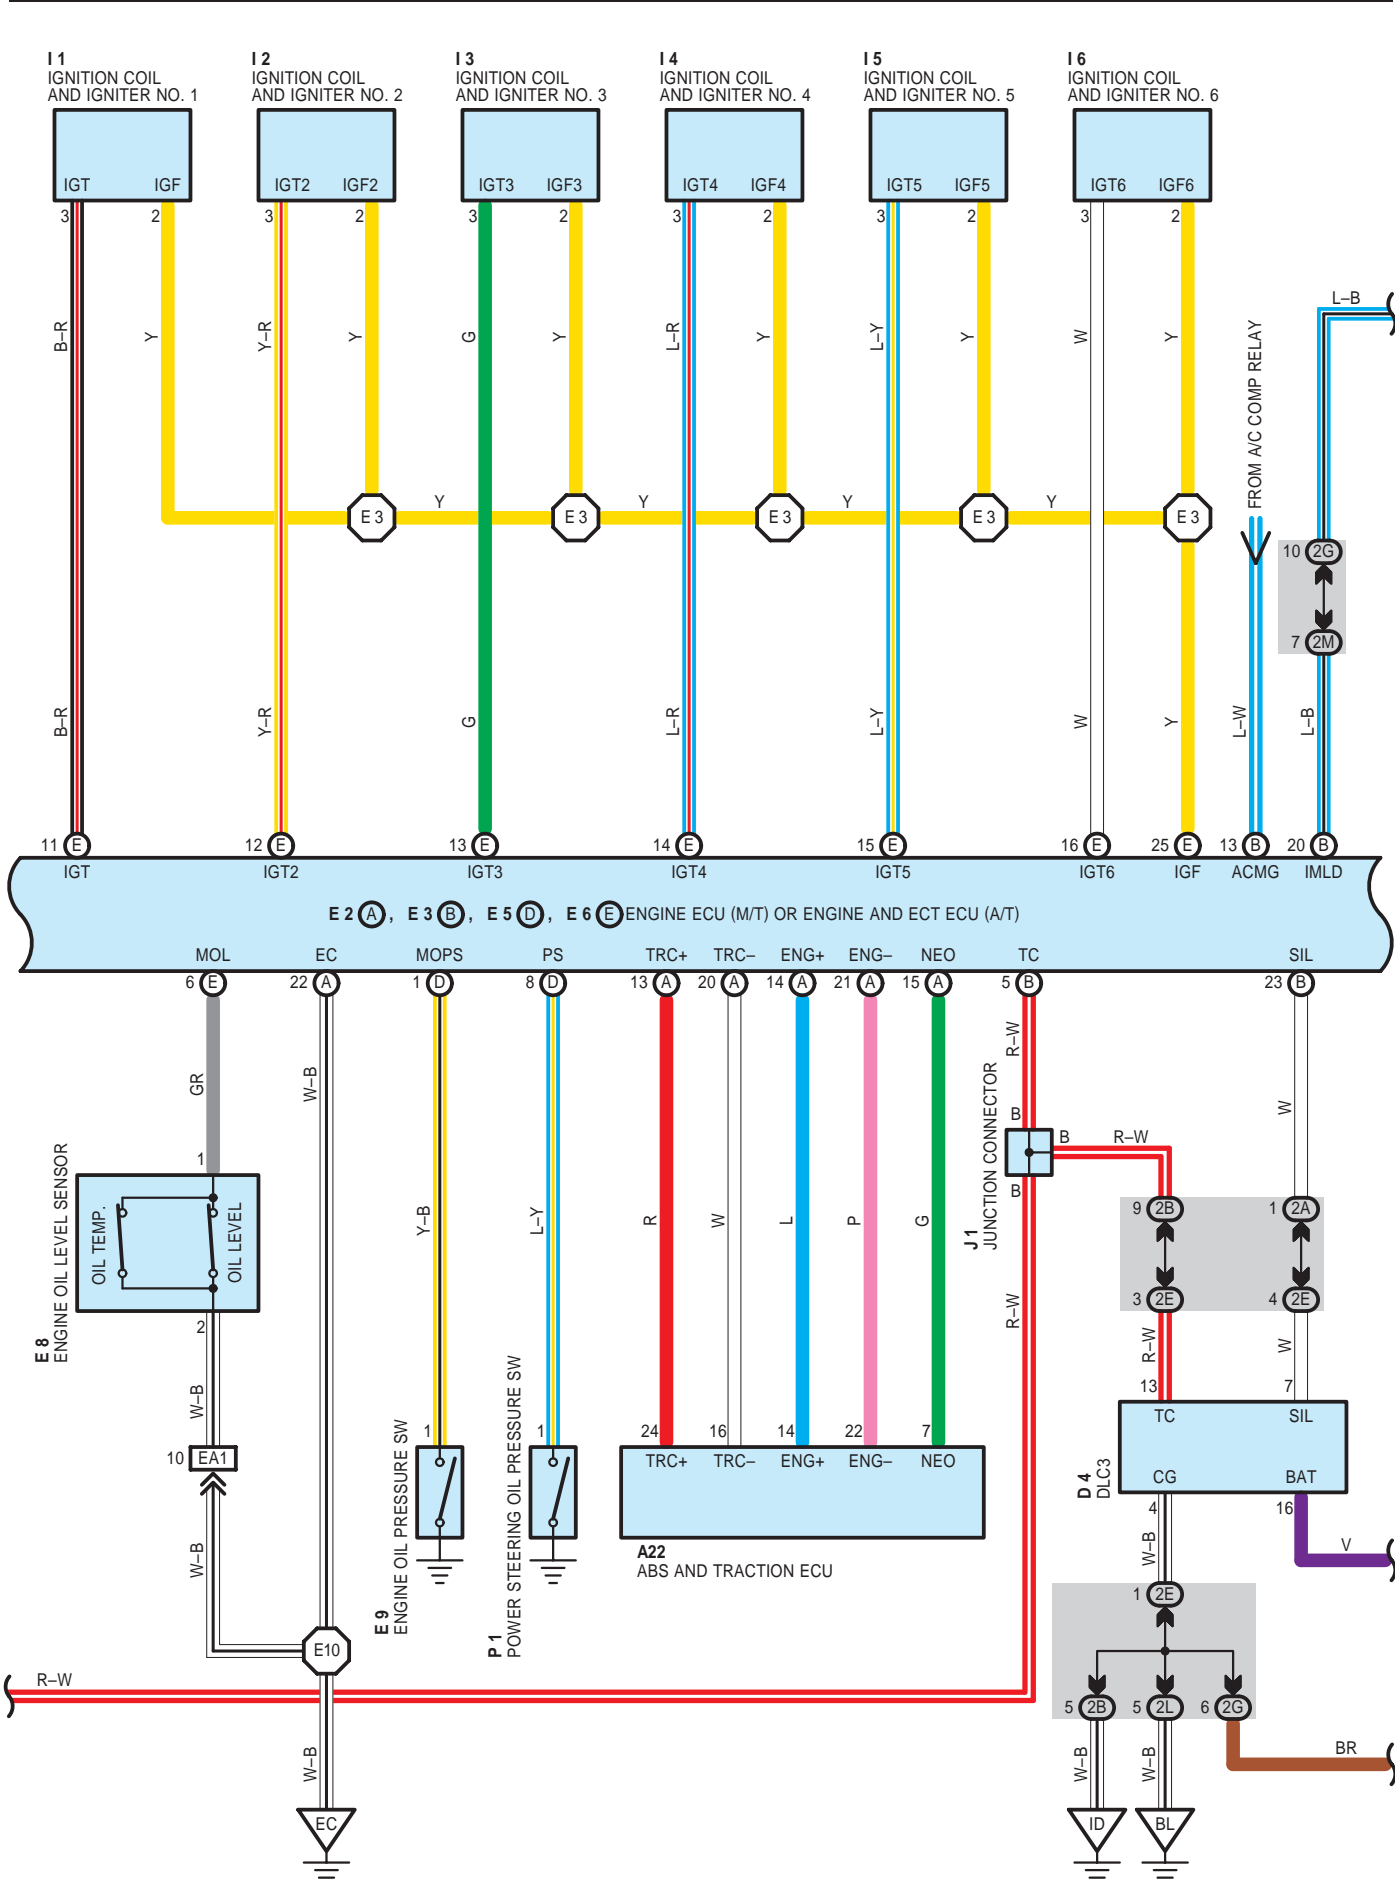 I 1
IGNITION COIL
AND IGNITER NO. 1
I 2
IGNITION COIL
AND IGNITER NO. 2
I 3
IGNITION COIL
AND IGNITER NO. 3
I 4
IGNITION COIL
AND IGNITER NO. 4
I 5
IGNITION COIL
AND IGNITER NO. 5
I 6
IGNITION COIL
AND IGNITER NO. 6
IGT IGF
IGT2 IGF2
IGT3 IGF3
IGT4 IGF4
IGT5 IGF5
IGT6 IGF6
3 2 3 2 3 2 3 2 3 2 3 2
L–B
B–R Y Y–R Y G Y L–R Y L–Y Y W Y
FROM A/C COMP RELAY
Y Y Y Y
E 3 E 3 E 3 E 3 E 3
10 2G
7 2M
B–R Y–R G L–R L–Y W Y L–W L–B
11 E 12 E 13 E 14 E 15 E 16 E 25 E 13 B 20 B
IGT IGT2 IGT3 IGT4 IGT5 IGT6 IGF ACMG IMLD
E 2 A , E 3 B , E 5 D , E 6 E ENGINE ECU (M/T) OR ENGINE AND ECT ECU (A/T)
MOL EC MOPS PS TRC+ TRC– ENG+ ENG– NEO TC SIL
6 E 22 A 1 D 8 D 13 A 20 A 14 A 21 A 15 A 5 B 23 B
GR
W–B
R–W
W
J 1
JUNCTION CONNECTOR
B
B R–W
B
1
E 8
ENGINE OIL LEVEL SENSOR
OIL TEMP.
OIL LEVEL
2
Y–B L–Y R W L P G
9 2B 1 2A
3 2E 4 2E
R–W
R–W W
13 7
TC SIL
D 4
DLC3
CG BAT
4 16
W–B
10 EA1
W–B
1 1 24 16 14 22 7
TRC+ TRC– ENG+ ENG– NEO
A22
ABS AND TRACTION ECU
E 9
ENGINE OIL PRESSURE SW
P 1
POWER STEERING OIL PRESSURE SW
W–B V
1 2E
E10
R–W
5 2B 5 2L 6 2G
W–B W–B W–B
BR
EC ID BL